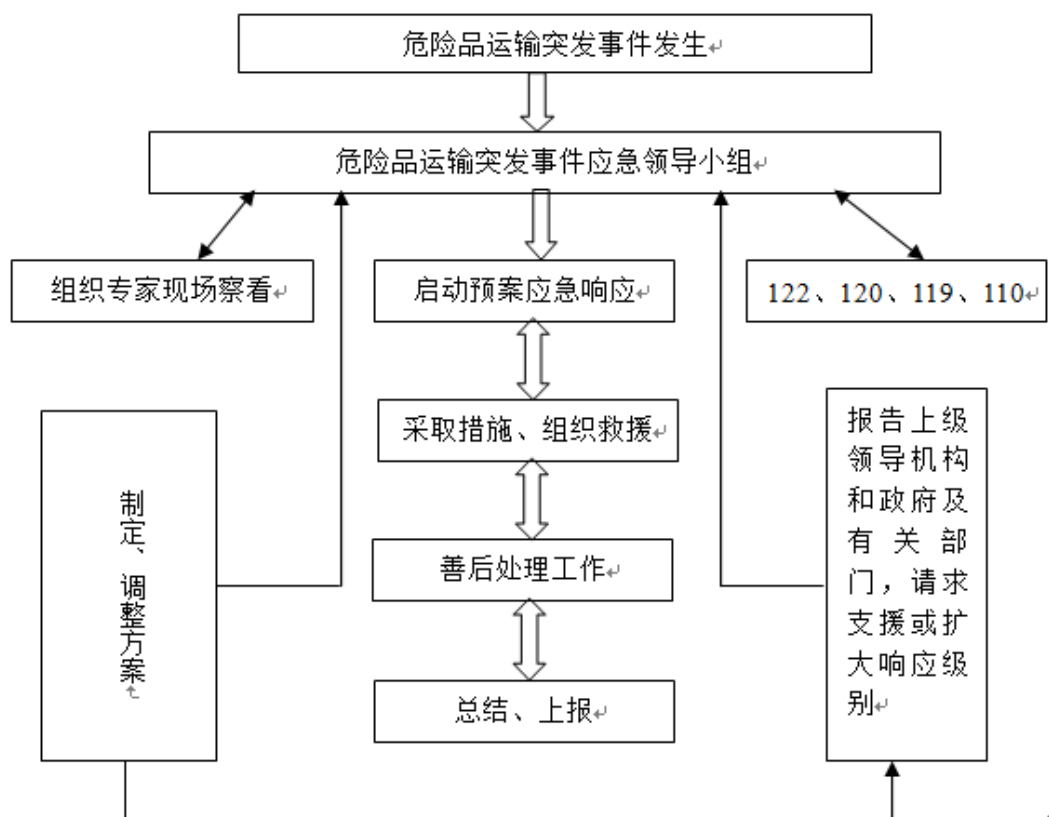 危险品运输突发事件发生
危险品运输突发事件应急领导小组
组织专家现场察看
启动预案应急响应
122、120、119、110
采取措施、组织救援
制定、调整方案
报告上级
领导机构
和政府及
有关部
门，请求
支援或扩
大响应级
别
善后处理工作
总结、上报